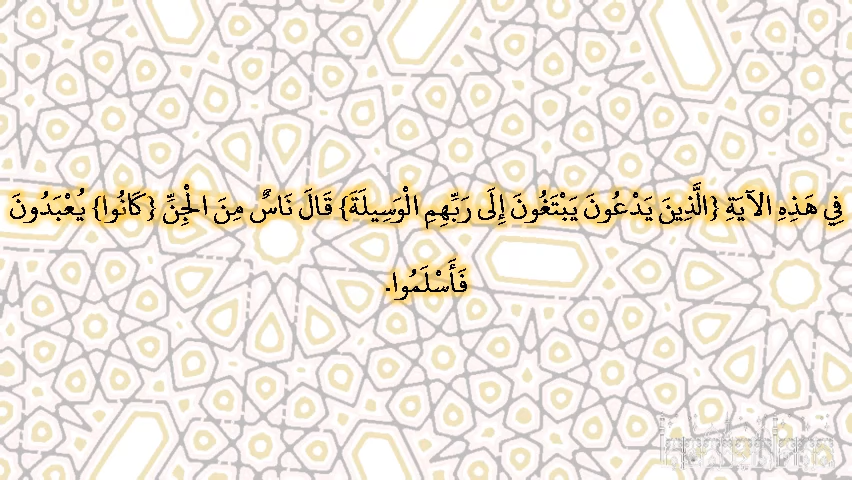 فِي هَذِهِ الآيَةِ {الَّذِينَ يَدْعُونَ يَبْتَغُونَ إِلَى رَبِّهِمِ الْوَسِيلَةَ} قَالَ نَاسٌ مِنَ الْجِنِّ {كَانُوا} يُعْبَدُونَ
فَأَسْلَمُوا.